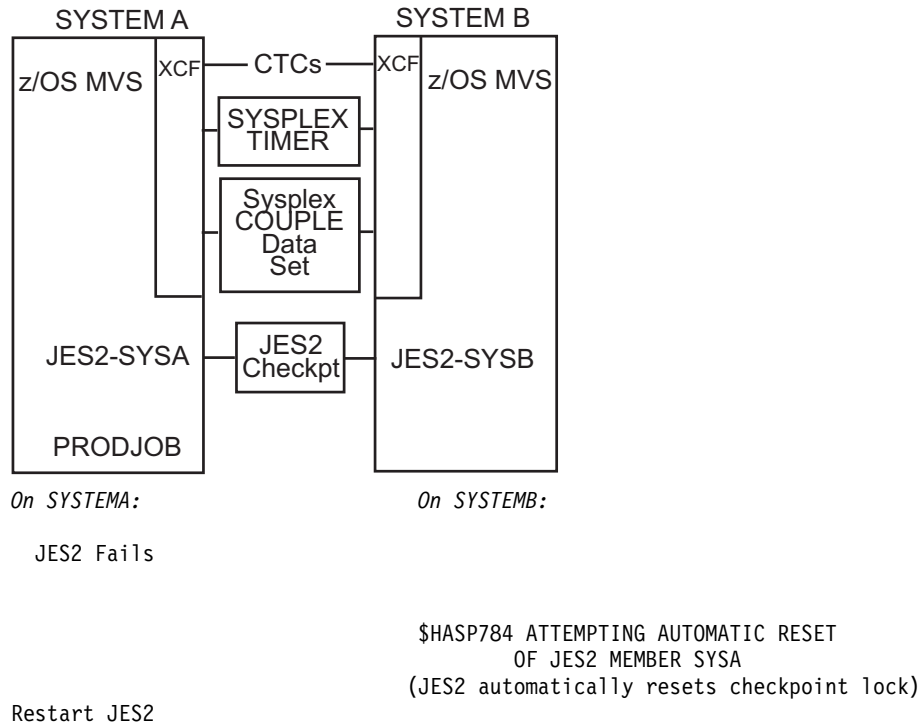 SYSTEM A
SYSTEM B
XCF
CTCs
XCF
z/OS MVS
z/OS MVS
SYSPLEX
TIMER
Sysplex
COUPLE
Data
Set
JES2-SYSA
JES2
Checkpt
JES2-SYSB
PRODJOB
On SYSTEMA:
On SYSTEMB:
JES2 Fails
$HASP784 ATTEMPTING AUTOMATIC RESET
OF JES2 MEMBER SYSA
(JES2 automatically resets checkpoint lock)
Restart JES2